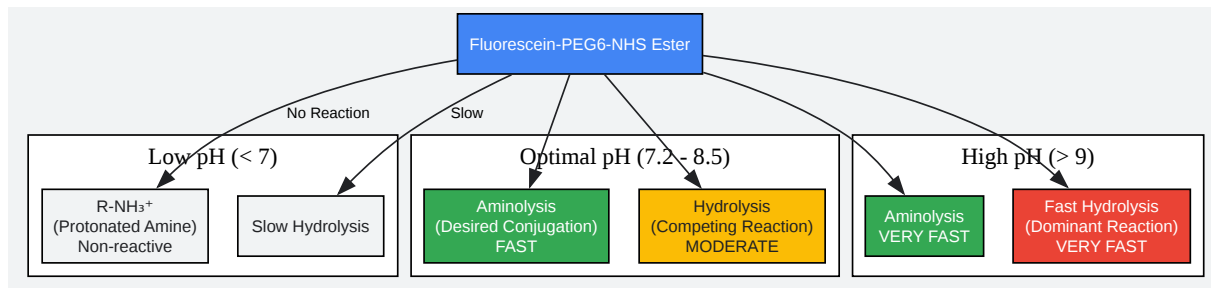 Fluorescein-PEG6-NHS Ester
No Reaction
Slow
Low pH (< 7)
R-NH₃⁺
(Protonated Amine)
Non-reactive
Slow Hydrolysis
Optimal pH (7.2 - 8.5)
Aminolysis
(Desired Conjugation)
FAST
Hydrolysis
(Competing Reaction)
MODERATE
High pH (> 9)
Aminolysis
VERY FAST
Fast Hydrolysis
(Dominant Reaction)
VERY FAST